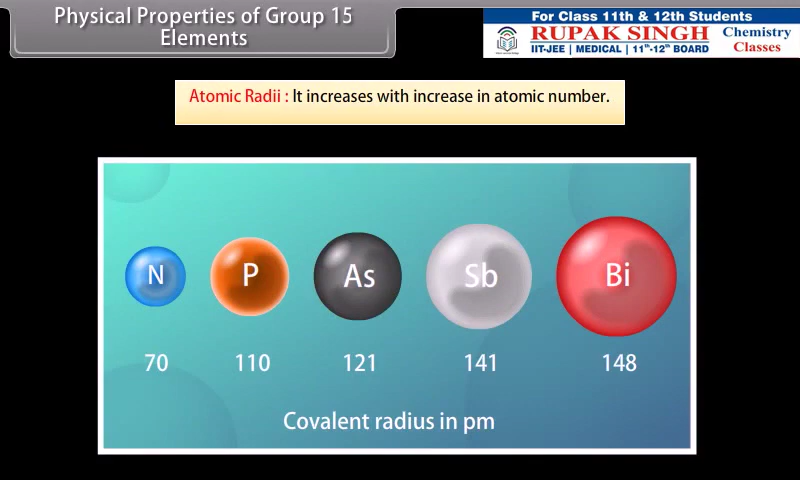 Physical Properties of Group 15
Elements
For Class 11th & 12th Students
RUPAK SINGH
IIT-JEE | MEDICAL | 11th-12th BOARD
Chemistry
Classes
Atomic Radii : It increases with increase in atomic number.
N P As Sb Bi
70 110 121 141 148
Covalent radius in pm